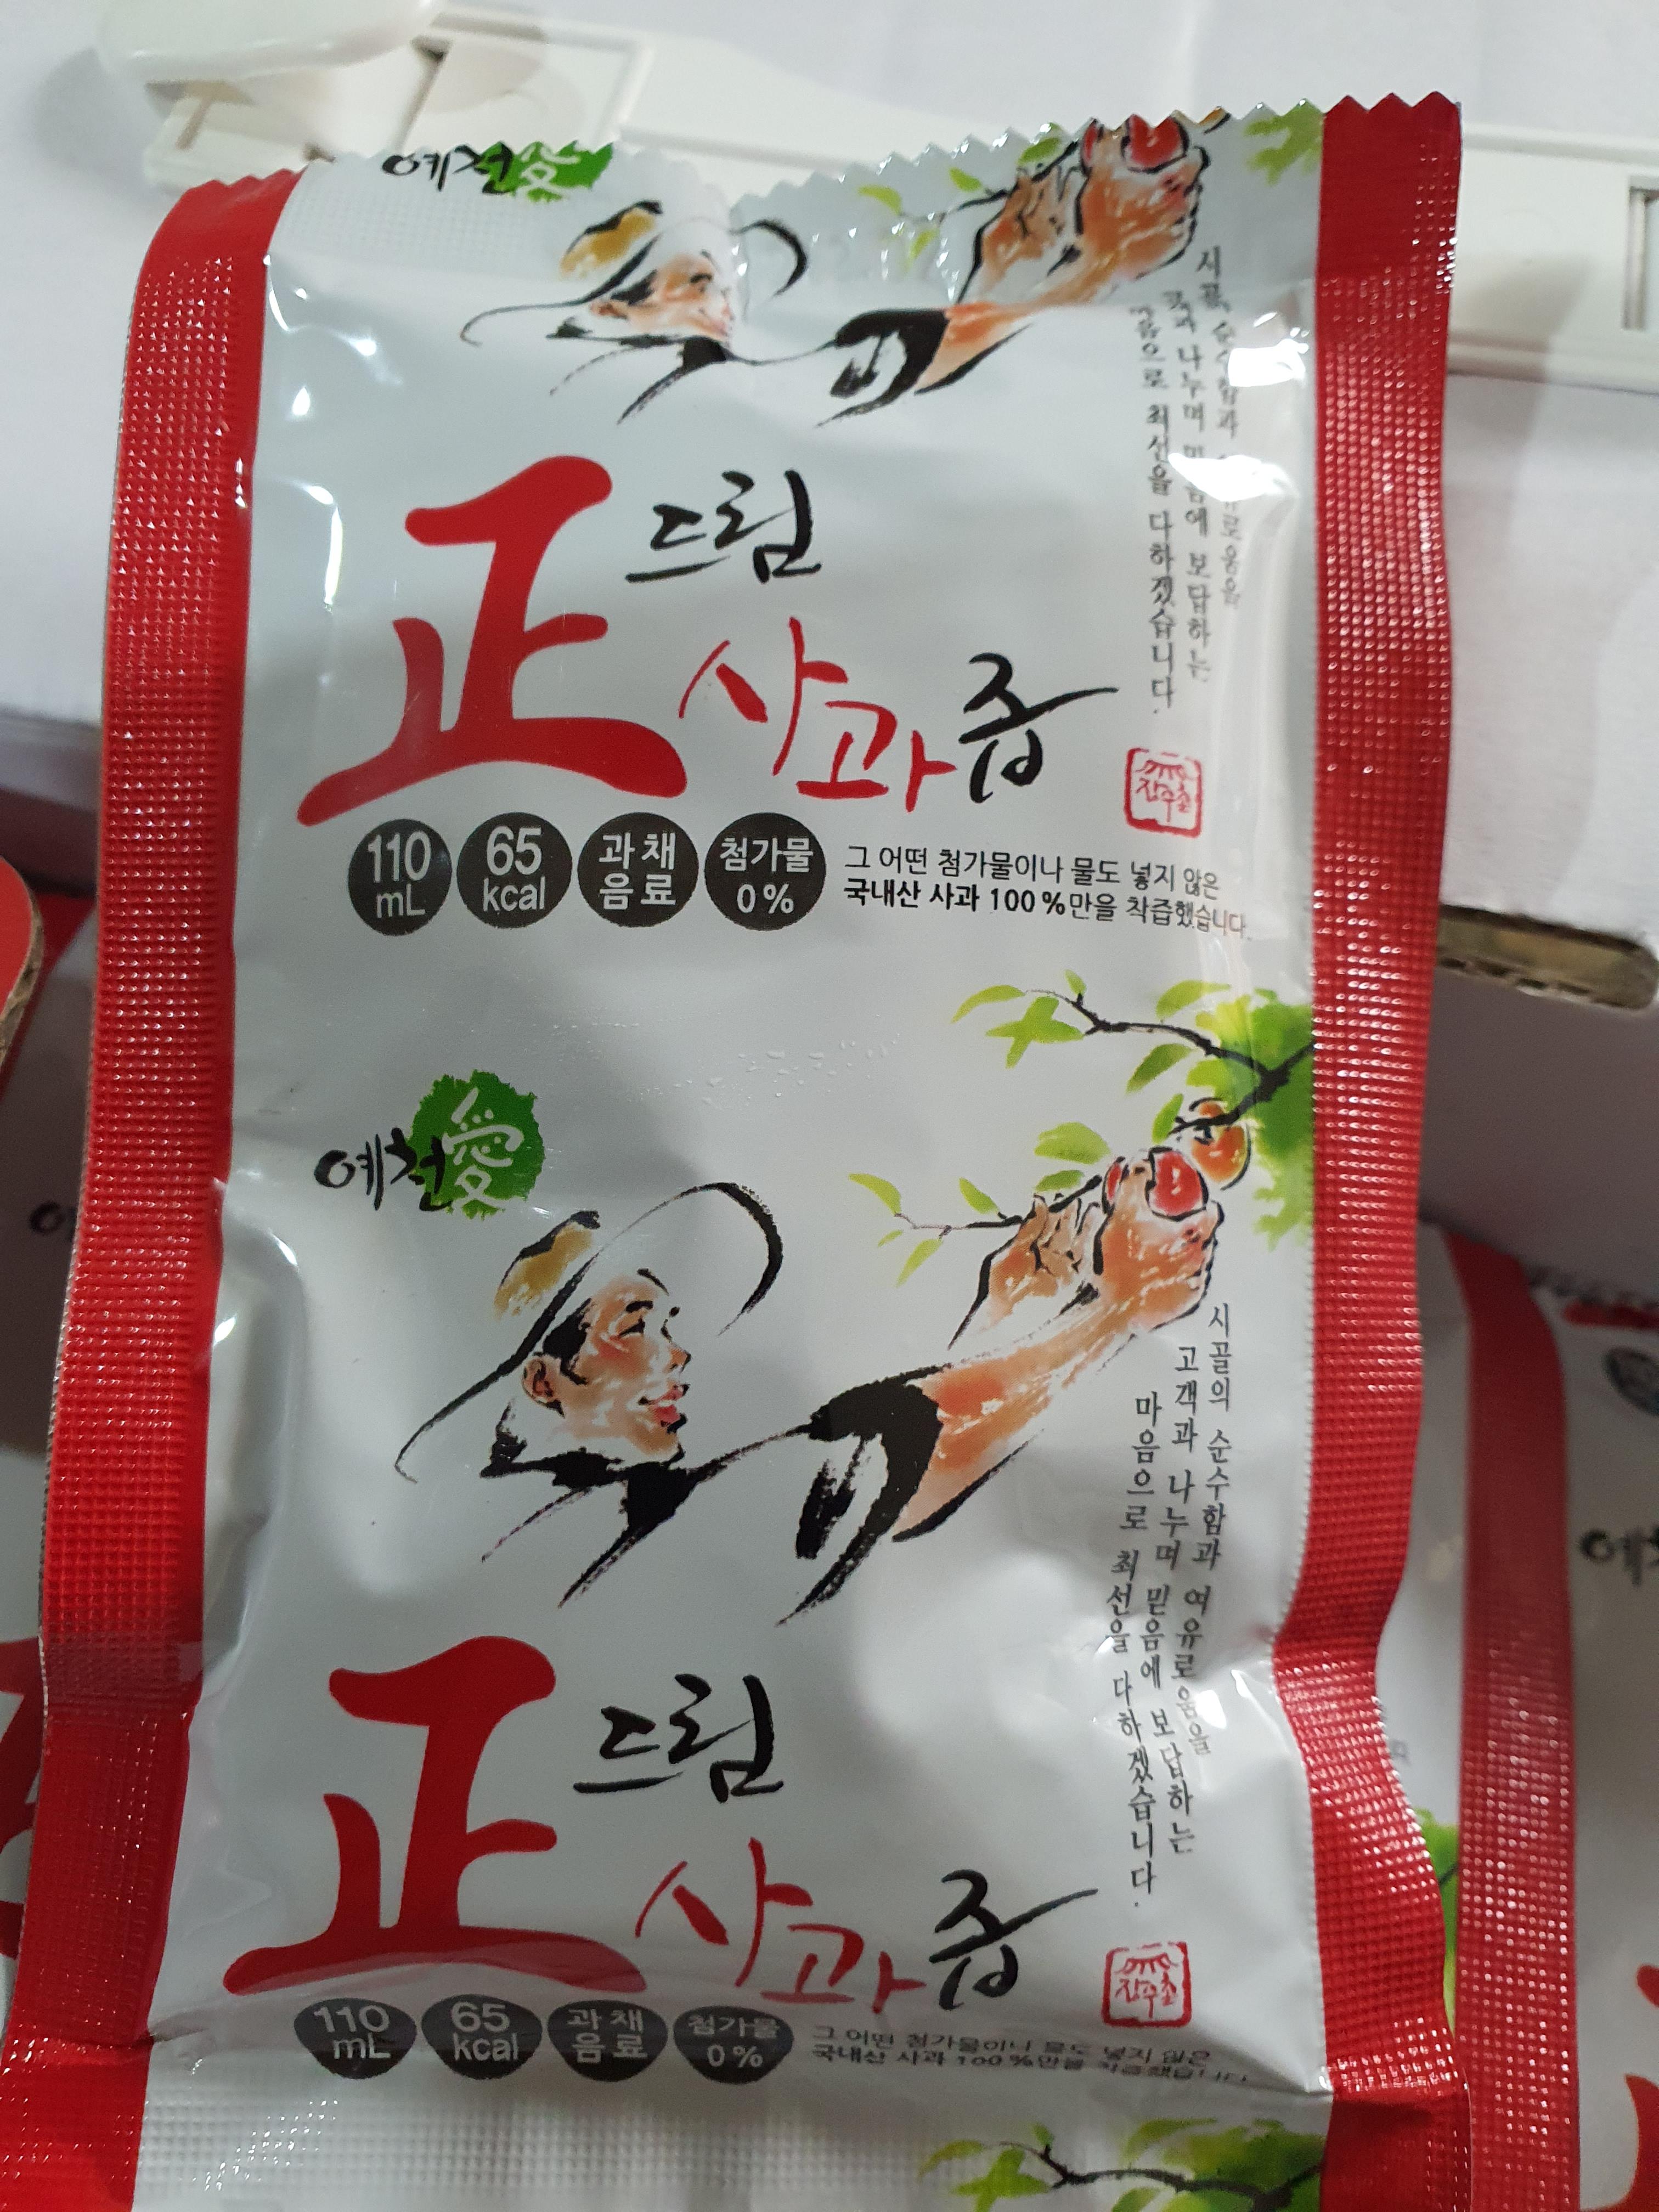 예천愛
시골의 순수함과 여유로움을
고객과 나누며 믿음에 보답하는
마음으로 최선을 다하겠습니다.
正드림
사과즙
110 mL
65 kcal
과채 음료
첨가물 0%
그 어떤 첨가물이나 물도 넣지 않은
국내산 사과 100%만을 착즙했습니다.
예천愛
시골의 순수함과 여유로움을
고객과 나누며 믿음에 보답하는
마음으로 최선을 다하겠습니다.
正드림
사과즙
110 mL
65 kcal
과채 음료
첨가물 0%
그 어떤 첨가물이나 물도 넣지 않은
국내산 사과 100%만을 착즙했습니다